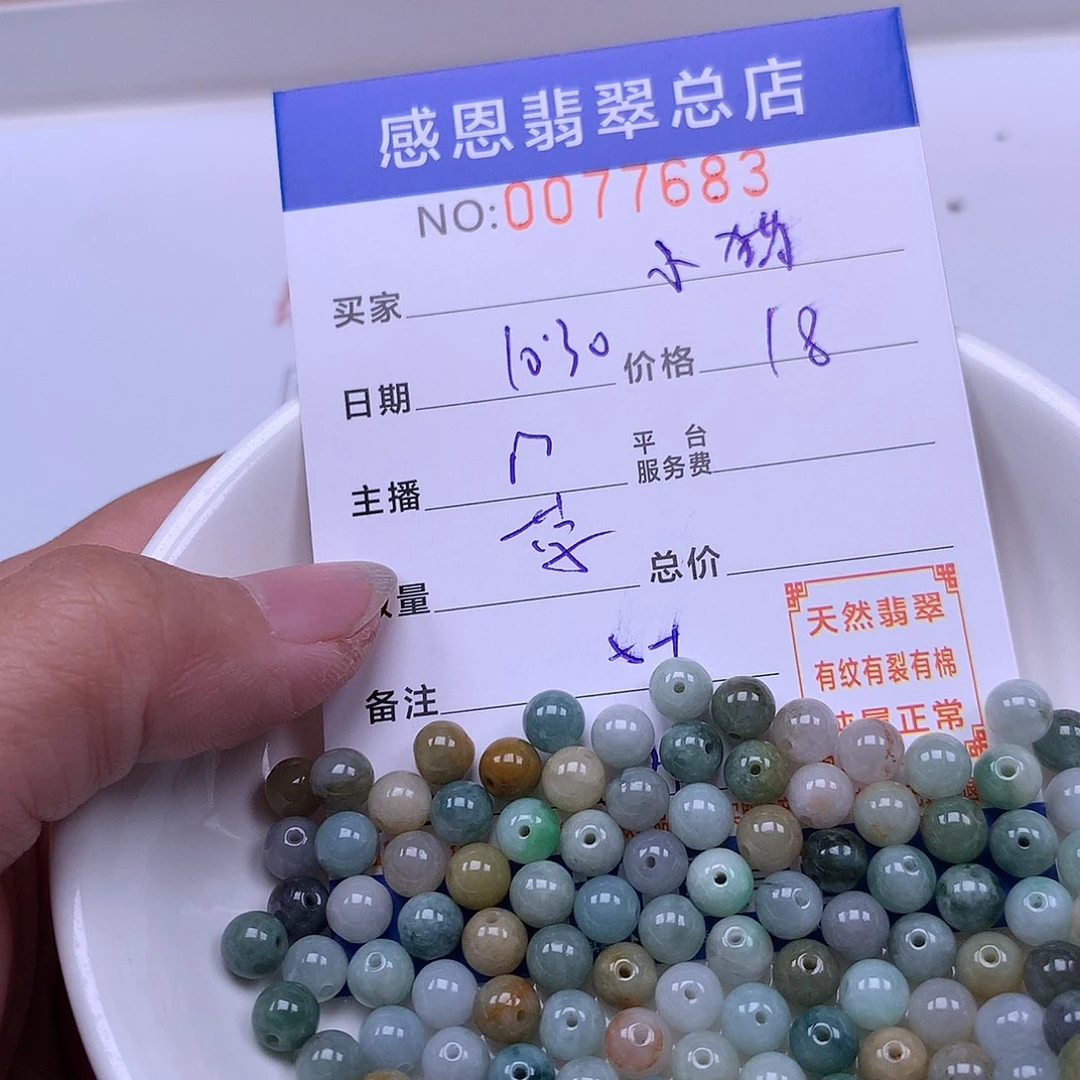 感恩翡翠总店
NO:0077683
买家
日期 10:30 价格 18
主播
平台
服务费
量 总价
备注
天然翡翠
有纹有裂有棉
正常